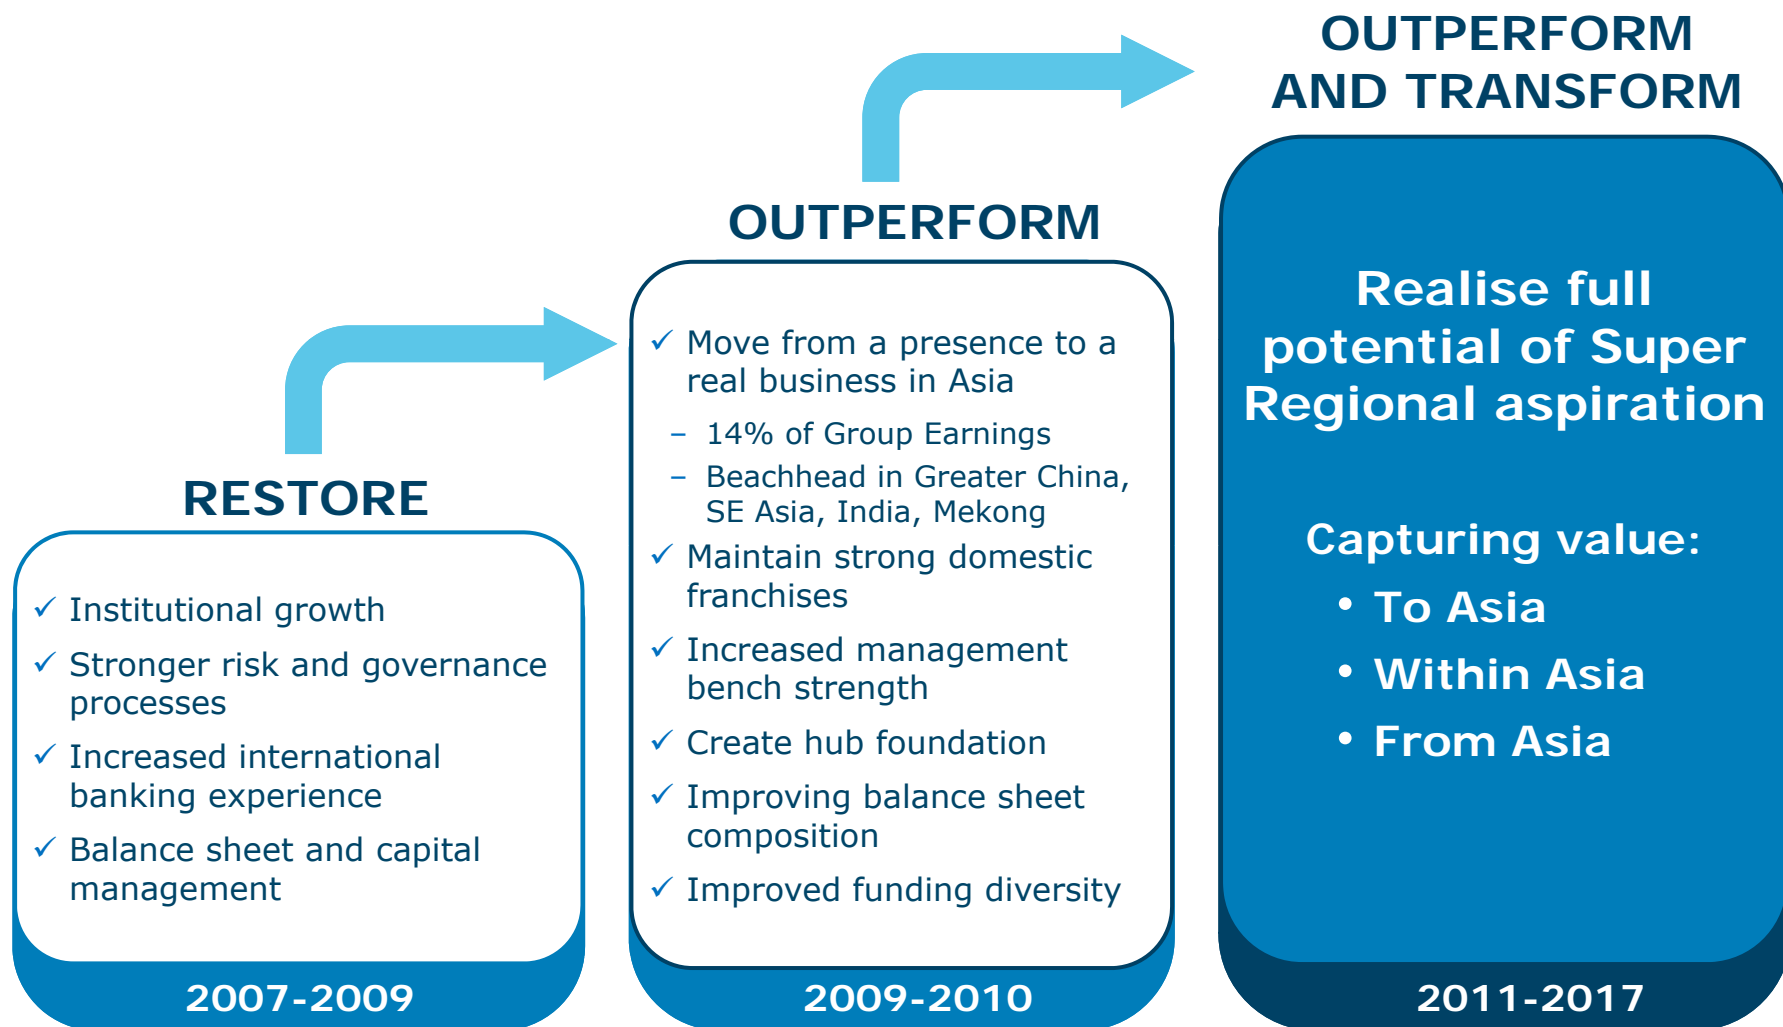 RESTORE
✓ Institutional growth
✓ Stronger risk and governance
processes
✓ Increased international
banking experience
✓ Balance sheet and capital
management
2007-2009
OUTPERFORM
✓ Move from a presence to a
real business in Asia
– 14% of Group Earnings
– Beachhead in Greater China,
SE Asia, India, Mekong
✓ Maintain strong domestic
franchises
✓ Increased management
bench strength
✓ Create hub foundation
✓ Improving balance sheet
composition
✓ Improved funding diversity
2009-2010
OUTPERFORM
AND TRANSFORM
Realise full
potential of Super
Regional aspiration
Capturing value:
• To Asia
• Within Asia
• From Asia
2011-2017